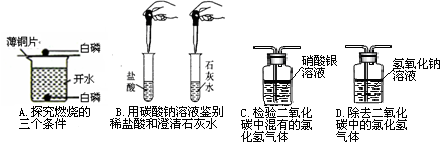 薄铜片
白磷
开水
白磷
A.探究燃烧的
三个条件
盐酸
石灰水
B.用碳酸钠溶液鉴别
稀盐酸和澄清石灰水
硝酸银
溶液
C.检验二氧化
碳中混有的氯
化氢气体
氢氧化钠
溶液
D.除去二氧化
碳中的氯化氢
气体